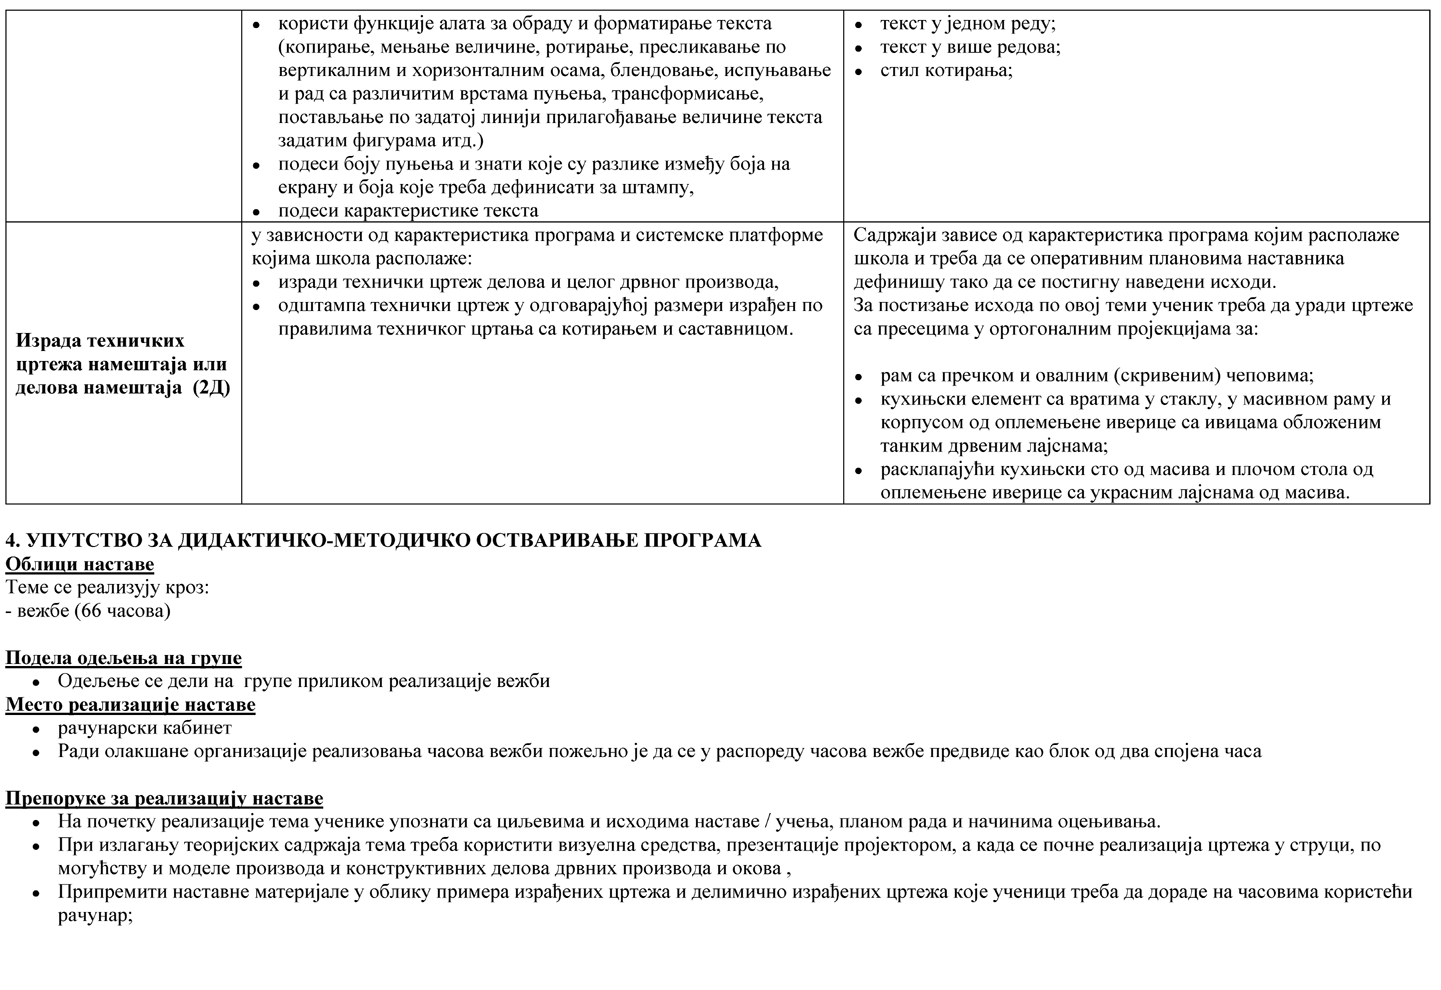 • користи функције алата за обраду и форматирање текста
(копирање, мењање величине, ротирање, пресликавање по
вертикалним и хоризонталним осама, блендовање, испуњавање
и рад са различитим врстама пуњења, трансформисање,
постављање по задатој линији прилагођавање величине текста
задатим фигурама итд.)
• подеси боју пуњења и знати које су разлике између боја на
екрану и боја које треба дефинисати за штампу,
• подеси карактеристике текста
• текст у једном реду;
• текст у више редова;
• стил котирања;
Израда техничких
цртежа намештаја или
делова намештаја (2Д)
у зависности од карактеристика програма и системске платформе
којима школа располаже:
• изради технички цртеж делова и целог дрвног производа,
• одштампа технички цртеж у одговарајућој размери израђен по
правилима техничког цртања са котирањем и саставницом.
Садржаји зависе од карактеристика програма којим располаже
школа и треба да се оперативним плановима наставника
дефинишу тако да се постигну наведени исходи.
За постизање исхода по овој теми ученик треба да уради цртеже
са пресецима у ортогоналним пројекцијама за:
• рам са пречком и овалним (скривеним) чеповима;
• кухињски елемент са вратима у стаклу, у масивном раму и
корпусом од оплемењене иверице са ивицама обложеним
танким дрвеним лајснама;
• расклапајући кухињски сто од масива и плочом стола од
оплемењене иверице са украсним лајснама од масива.
4. УПУТСТВО ЗА ДИДАКТИЧКО-МЕТОДИЧКО ОСТВАРИВАЊЕ ПРОГРАМА
Облици наставе
Теме се реализују кроз:
- вежбе (66 часова)
Подела одељења на групе
• Одељење се дели на групе приликом реализације вежби
Место реализације наставе
• рачунарски кабинет
• Ради олакшане организације реализовања часова вежби пожељно је да се у распореду часова вежбе предвиде као блок од два спојена часа
Препоруке за реализацију наставе
• На почетку реализације тема ученике упознати са циљевима и исходима наставе / учења, планом рада и начинима оцењивања.
• При излагању теоријских садржаја тема треба користити визуелна средства, презентације пројектором, а када се почне реализација цртежа у струци, по
могућству и моделе производа и конструктивних делова дрвних производа и окова ,
• Припремити наставне материјале у облику примера израђених цртежа и делимично израђених цртежа које ученици треба да дораде на часовима користећи
рачунар;